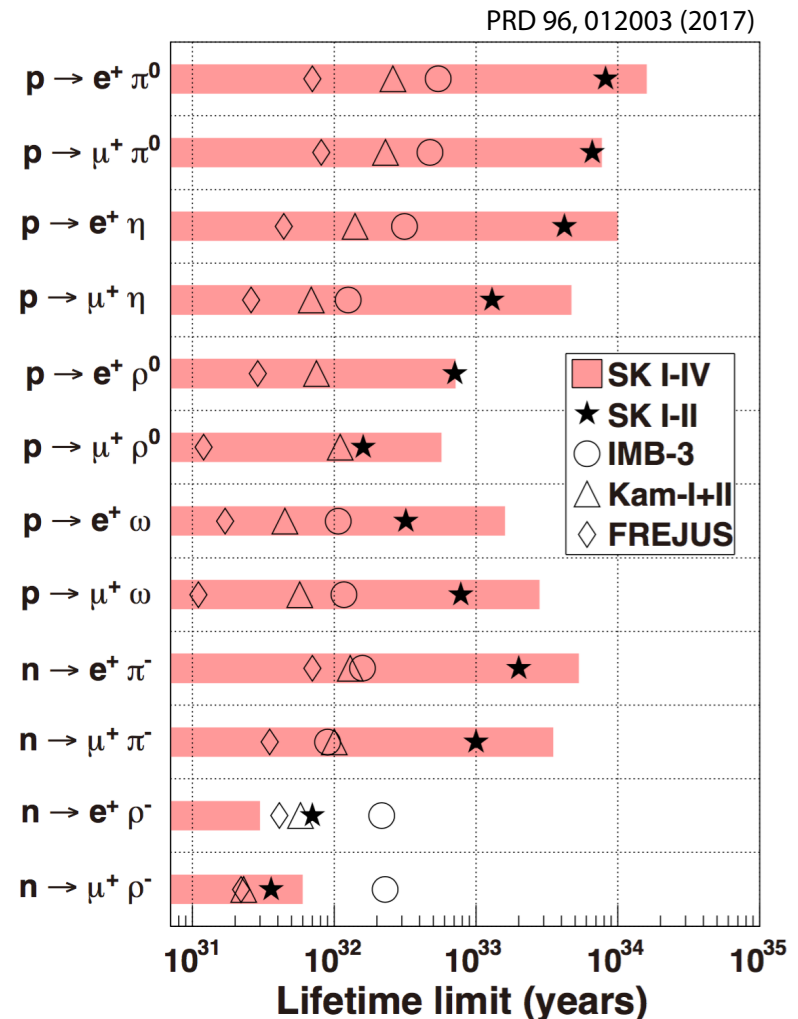 PRD 96, 012003 (2017)
p → e⁺ π⁰
p → μ⁺ π⁰
p → e⁺ η
p → μ⁺ η
p → e⁺ ρ⁰
p → μ⁺ ρ⁰
p → e⁺ ω
p → μ⁺ ω
n → e⁺ π⁻
n → μ⁺ π⁻
n → e⁺ ρ⁻
n → μ⁺ ρ⁻
SK I-IV
SK I-II
IMB-3
Kam-I+II
FREJUS
10³¹ 10³² 10³³ 10³⁴ 10³⁵
Lifetime limit (years)